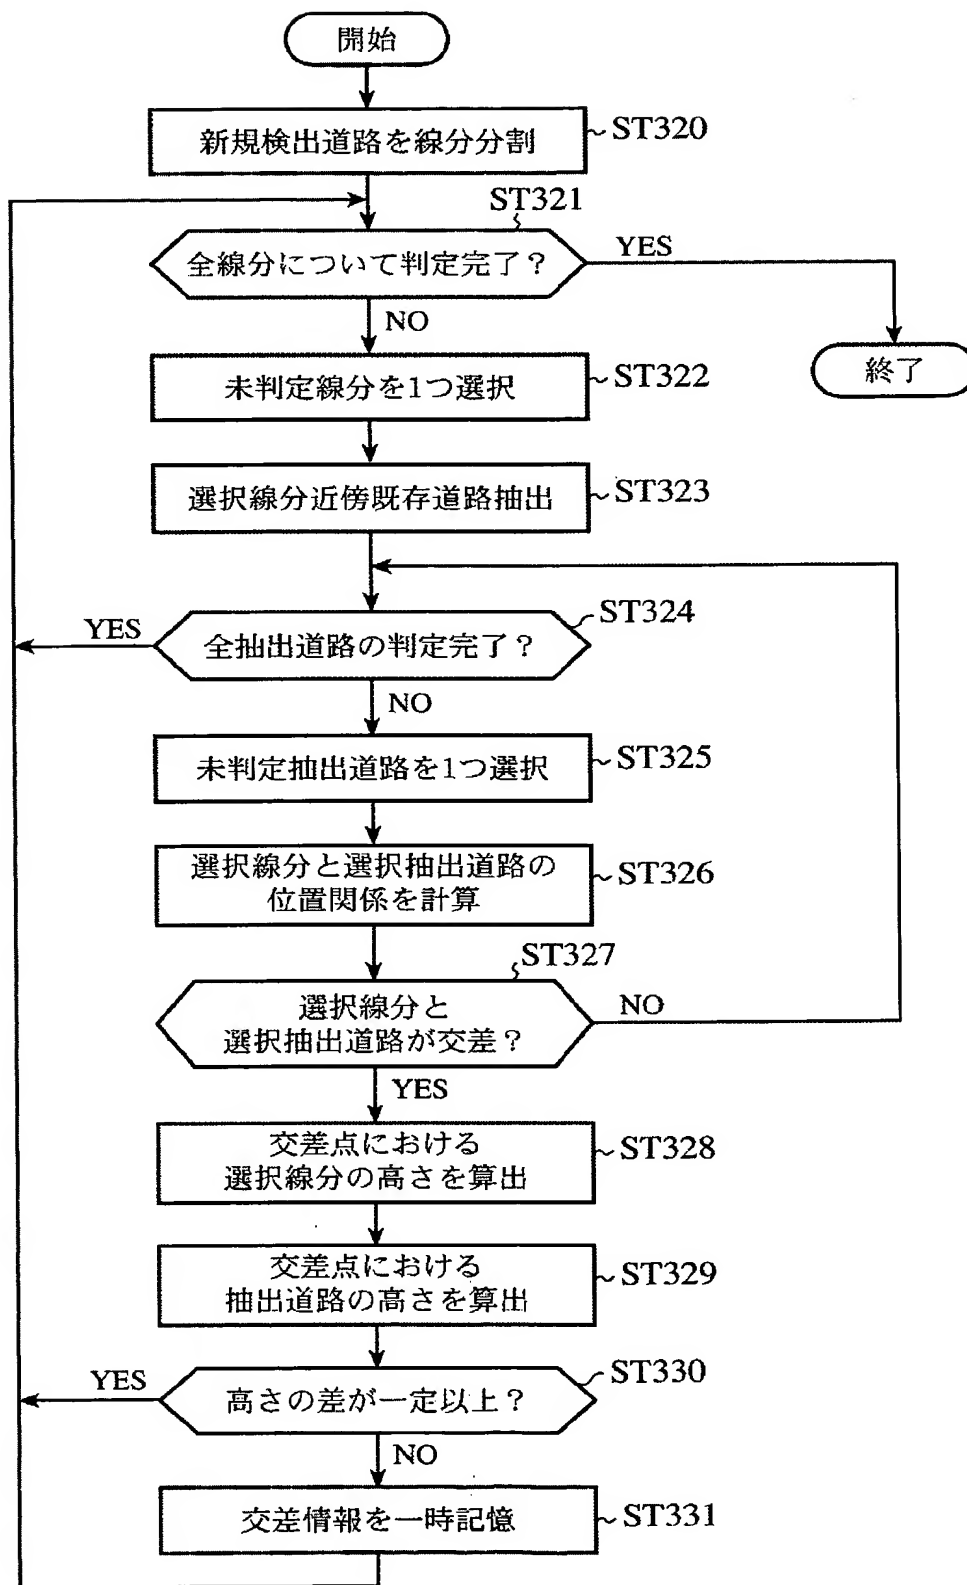 開始
新規検出道路を線分分割
ST320
ST321
全線分について判定完了?
YES
NO
終了
未判定線分を1つ選択
ST322
選択線分近傍既存道路抽出
ST323
ST324
YES
全抽出道路の判定完了?
NO
未判定抽出道路を1つ選択
ST325
選択線分と選択抽出道路の
位置関係を計算
ST326
ST327
選択線分と
選択抽出道路が交差?
NO
YES
交差点における
選択線分の高さを算出
ST328
交差点における
抽出道路の高さを算出
ST329
YES
高さの差が一定以上?
ST330
NO
交差情報を一時記憶
ST331